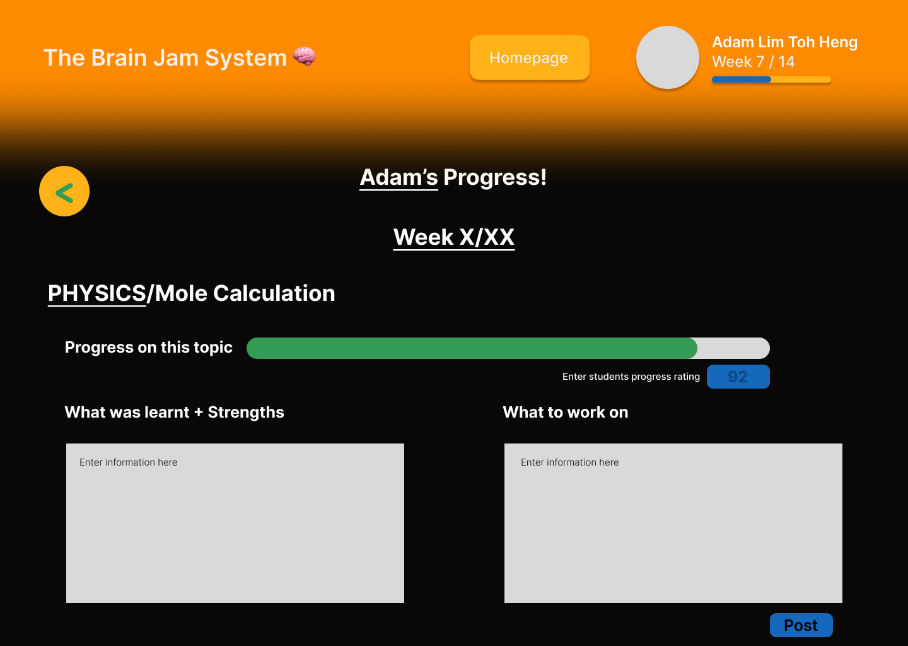 The Brain Jam System 🧠
Homepage
Adam Lim Toh Heng
Week 7 / 14
<
Adam's Progress!
Week X/XX
PHYSICS/Mole Calculation
Progress on this topic
Enter students progress rating
92
What was learnt + Strengths
What to work on
Enter information here
Enter information here
Post